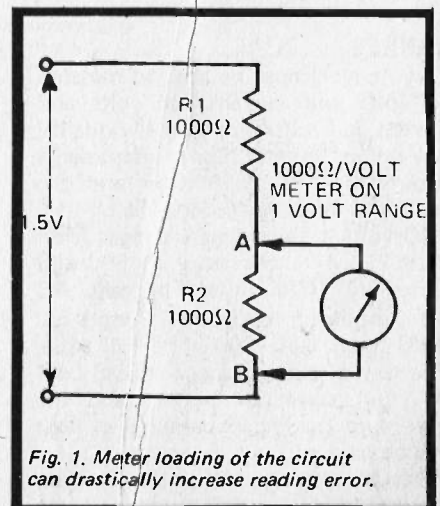 R1
1000Ω
1000Ω/VOLT
METER ON
1 VOLT RANGE
1.5V
A
R2
1000Ω
B
Fig. 1. Meter loading of the circuit
can drastically increase reading error.